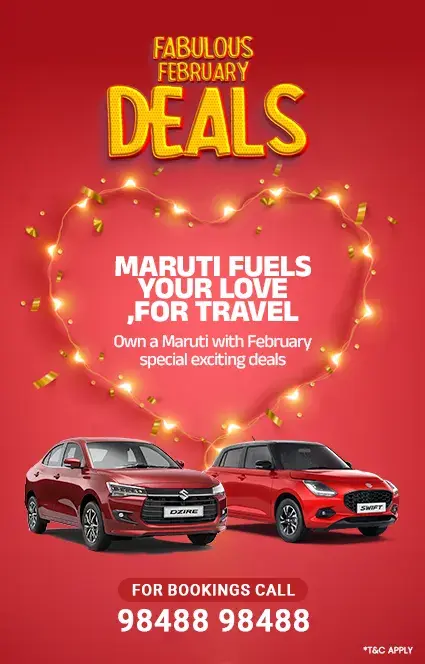 FABULOUS
FEBRUARY
DEALS
MARUTI FUELS
YOUR LOVE
,FOR TRAVEL
Own a Maruti with February
special exciting deals
DZIRE
SWIFT
FOR BOOKINGS CALL
98488 98488
*T&C APPLY